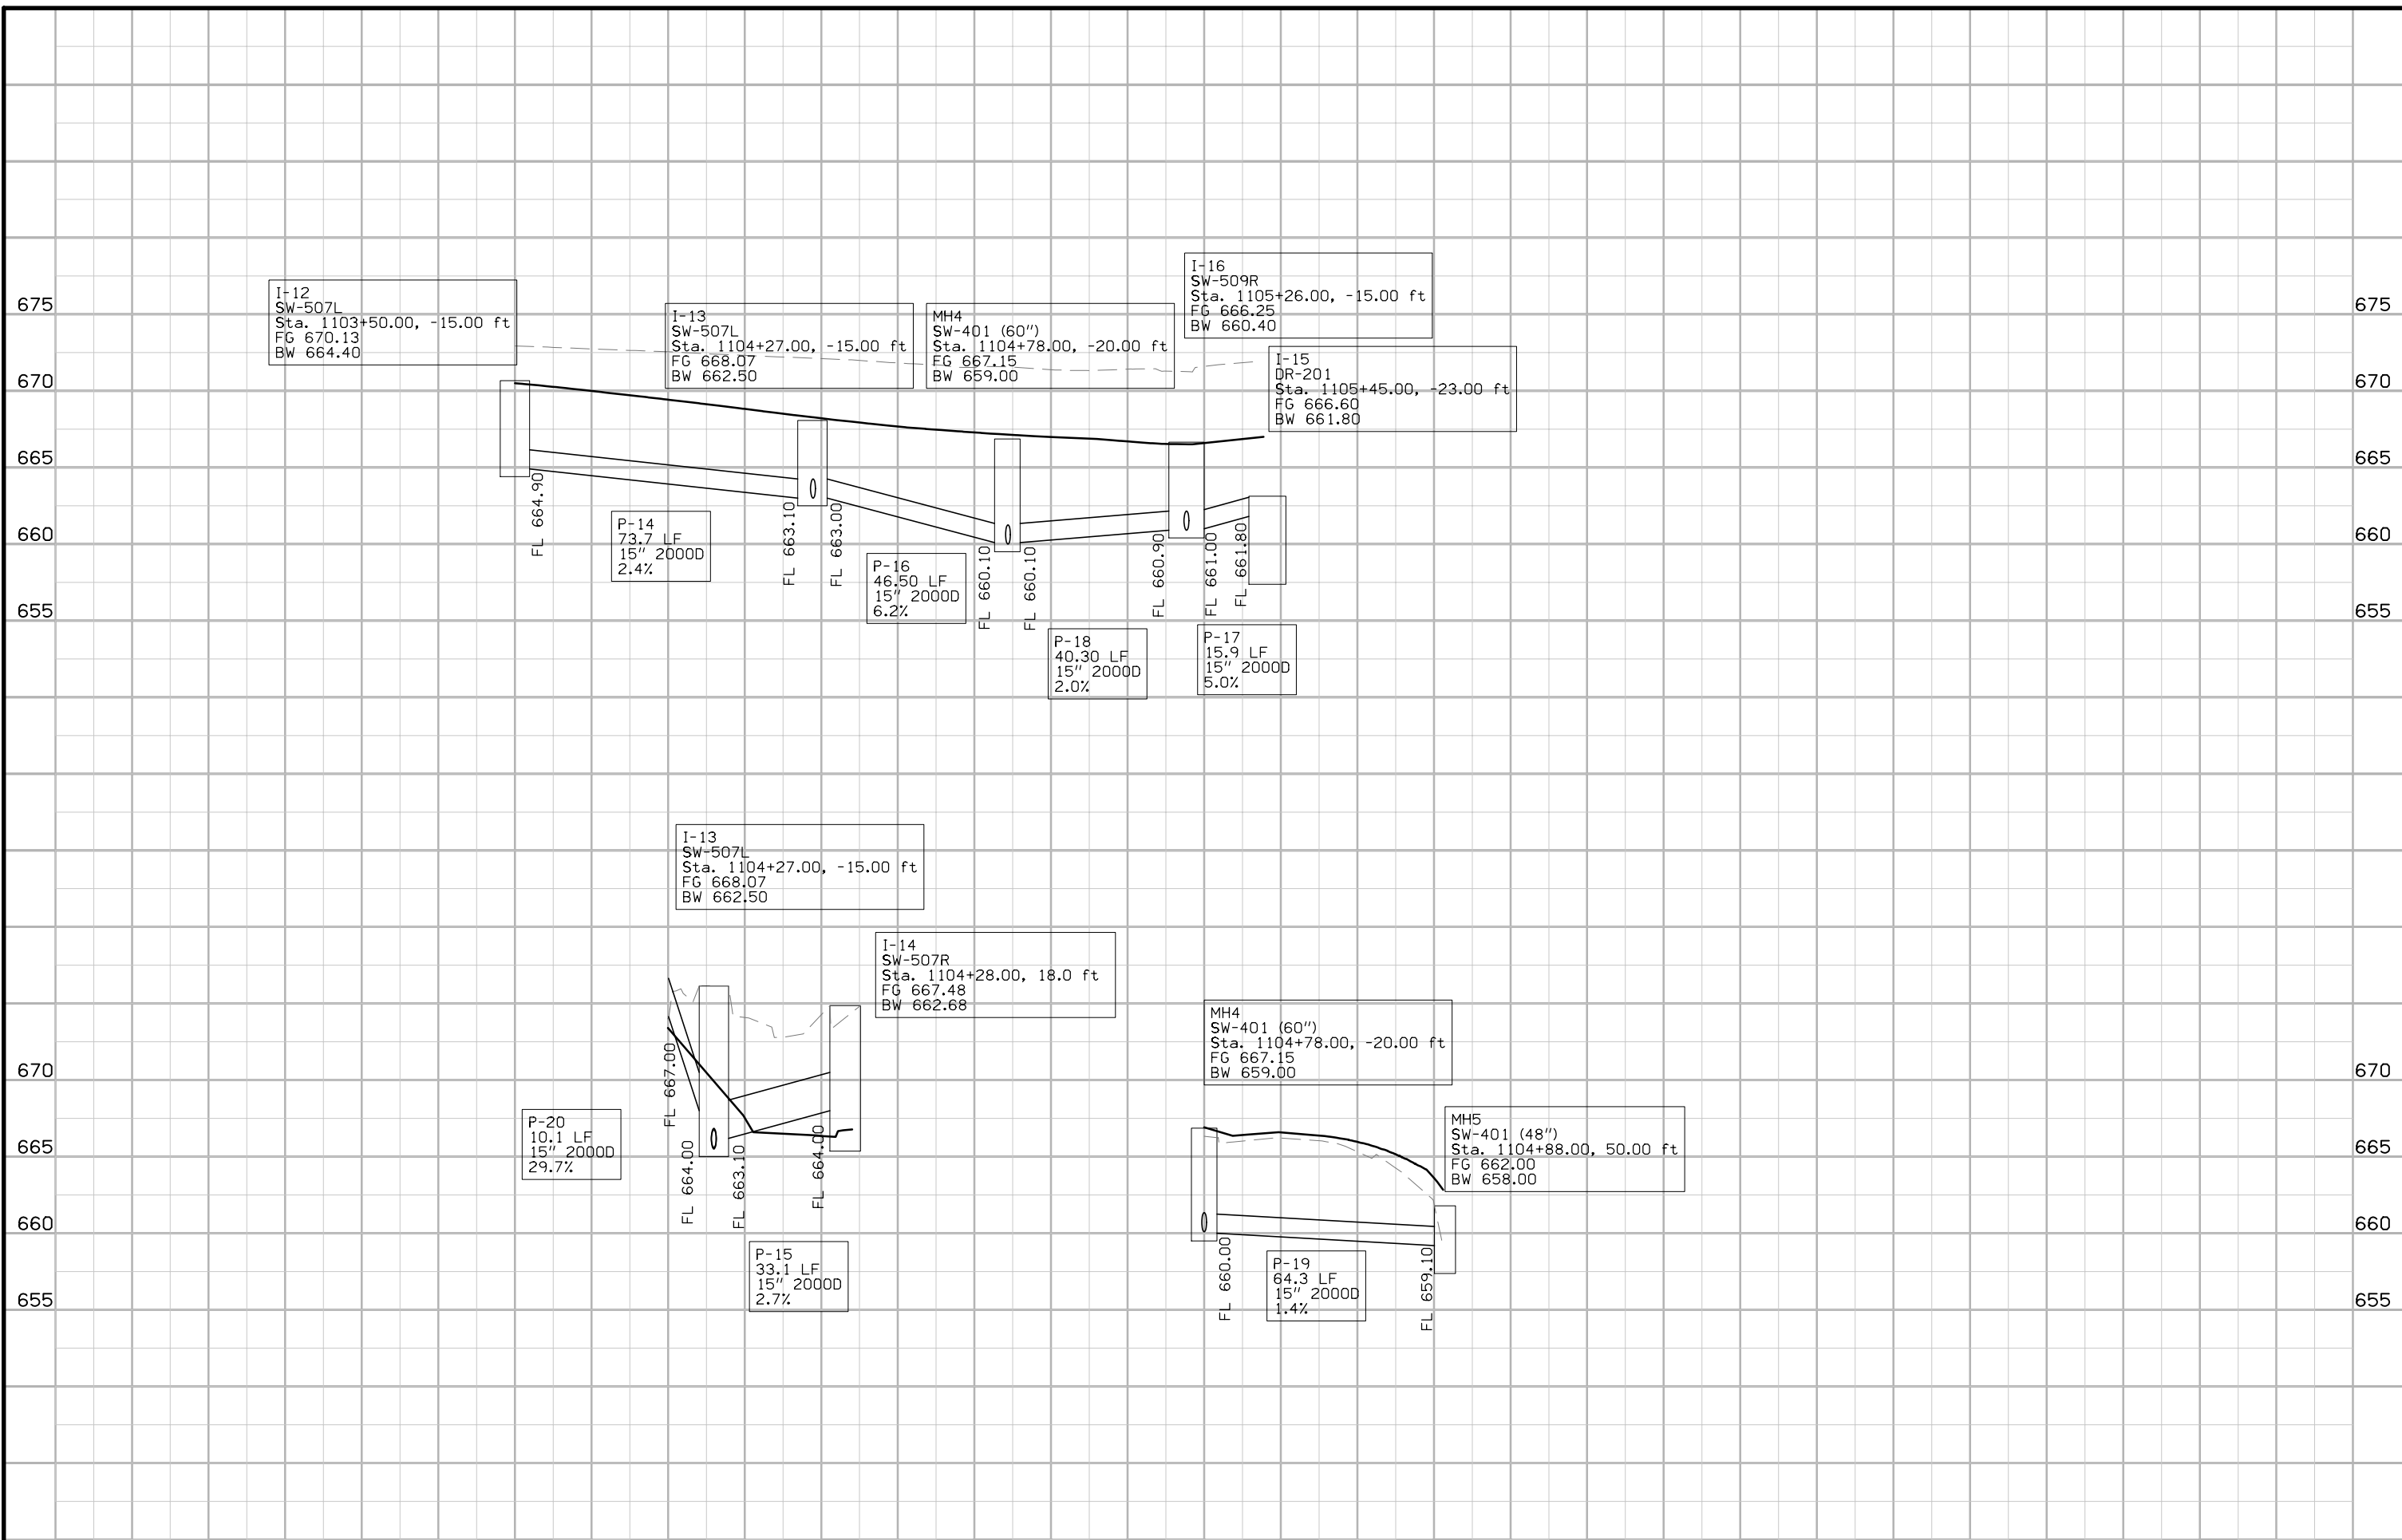 I-12
SW-507L
Sta. 1103+50.00, -15.00 ft
FG 670.13
BW 664.40
I-13
SW-507L
Sta. 1104+27.00, -15.00 ft
FG 668.07
BW 662.50
MH4
SW-401 (60")
Sta. 1104+78.00, -20.00 ft
FG 667.15
BW 659.00
I-16
SW-509R
Sta. 1105+26.00, -15.00 ft
FG 666.25
BW 660.40
I-15
DR-201
Sta. 1105+45.00, -23.00 ft
FG 666.60
BW 661.80
675
670
665
660
655
675
670
665
660
655
FL 664.90
P-14
73.7 LF
15" 2000D
2.4%
FL 663.10
FL 663.00
P-16
46.50 LF
15" 2000D
6.2%
FL 660.10
FL 660.10
P-18
40.30 LF
15" 2000D
2.0%
FL 660.90
FL 661.00
FL 661.80
P-17
15.9 LF
15" 2000D
5.0%
I-13
SW-507L
Sta. 1104+27.00, -15.00 ft
FG 668.07
BW 662.50
I-14
SW-507R
Sta. 1104+28.00, 18.0 ft
FG 667.48
BW 662.68
MH4
SW-401 (60")
Sta. 1104+78.00, -20.00 ft
FG 667.15
BW 659.00
MH5
SW-401 (48")
Sta. 1104+88.00, 50.00 ft
FG 662.00
BW 658.00
670
665
660
655
670
665
660
655
P-20
10.1 LF
15" 2000D
29.7%
FL 667.00
FL 664.00
FL 663.10
FL 664.00
P-15
33.1 LF
15" 2000D
2.7%
FL 660.00
P-19
64.3 LF
15" 2000D
1.4%
FL 659.10